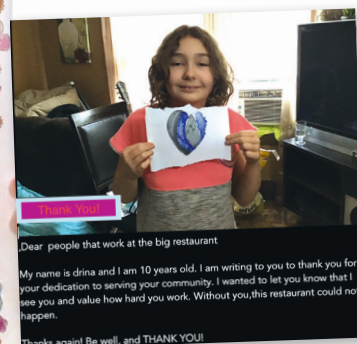 Thank You!
,Dear people that work at the big restaurant
My name is drina and I am 10 years old. I am writing to you to thank you for
your dedication to serving your community. I wanted to let you know that I
see you and value how hard you work. Without you,this restaurant could not
happen.
Thanks again! Be well, and THANK YOU!